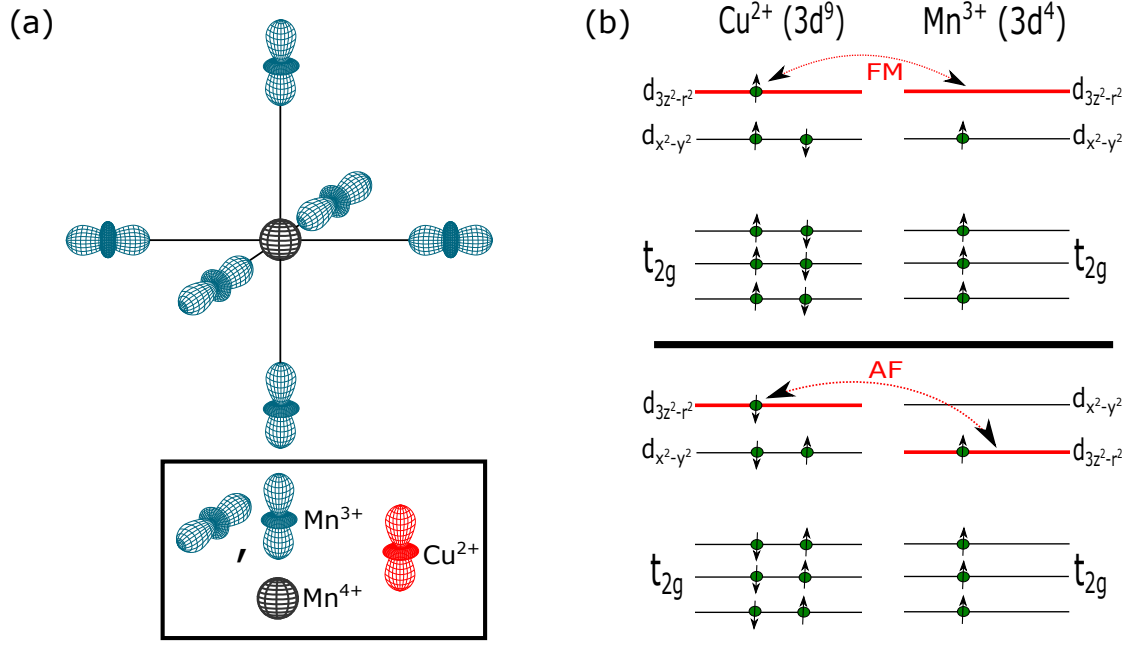 (a)
Mn³⁺
,
Cu²⁺
Mn⁴⁺
(b)
Cu²⁺ (3d⁹) Mn³⁺ (3d⁴)
FM
d₃z²₋r² d₃z²₋r²
dₓ²₋y² dₓ²₋y²
t₂g t₂g
AF
d₃z²₋r² dₓ²₋y²
dₓ²₋y² d₃z²₋r²
t₂g t₂g